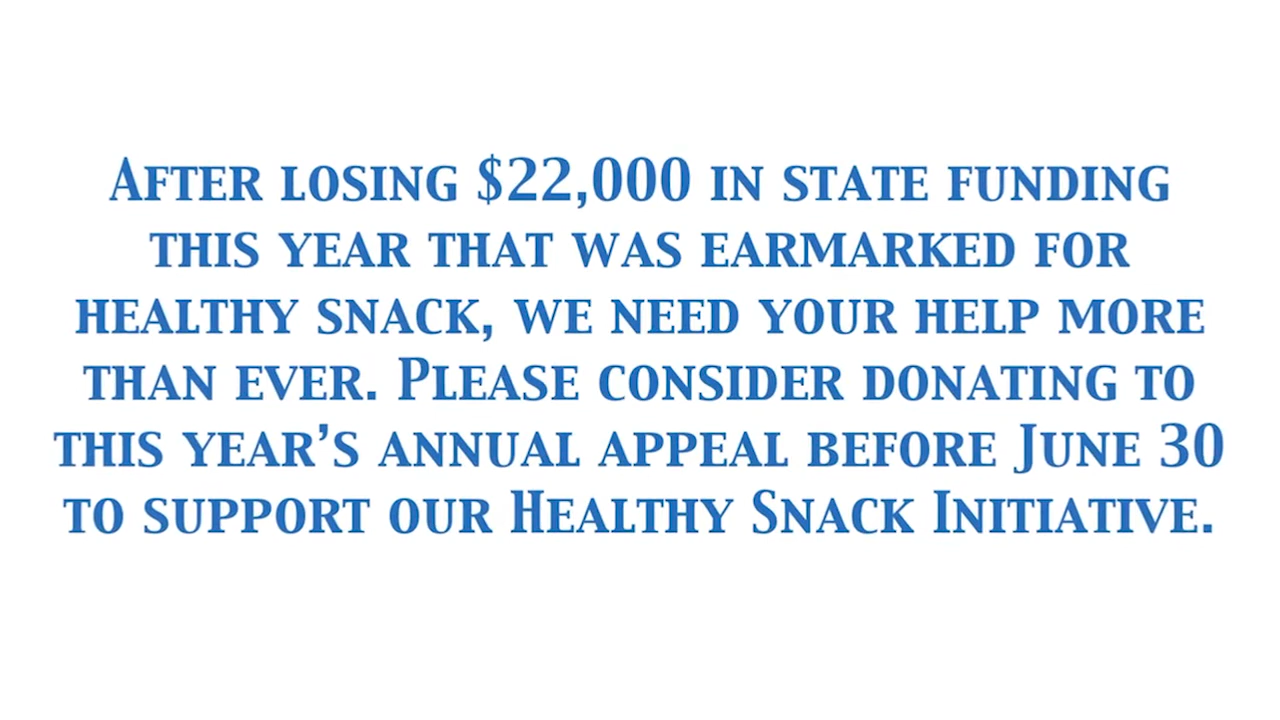 After losing $22,000 in state funding
this year that was earmarked for
healthy snack, we need your help more
than ever. Please consider donating to
this year’s annual appeal before June 30
to support our Healthy Snack Initiative.